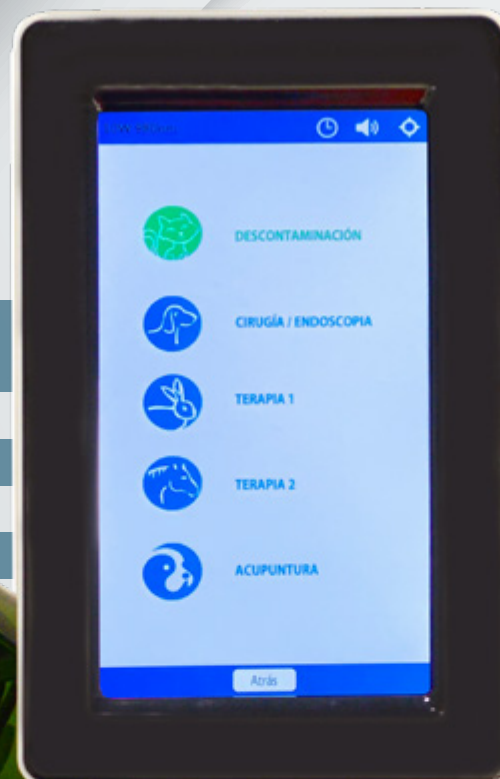 DESCONTAMINACIÓN
CIRUGÍA / ENDOSCOPIA
TERAPIA 1
TERAPIA 2
ACUPUNTURA
Atrás